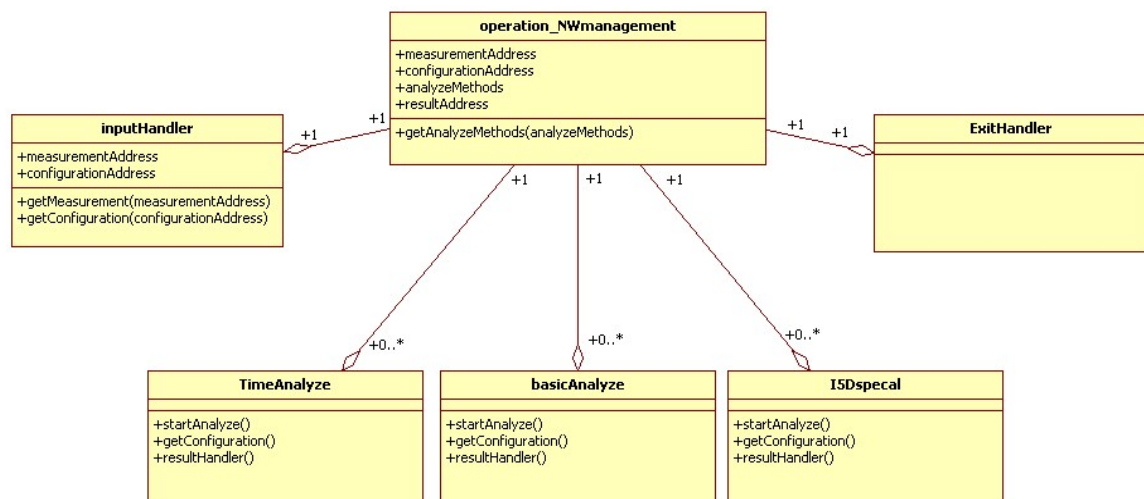 operation_NWmanagement
+measurementAddress
+configurationAddress
+analyzeMethods
+resultAddress
+getAnalyzeMethods(analyzeMethods)
inputHandler
+measurementAddress
+configurationAddress
+getMeasurement(measurementAddress)
+getConfiguration(configurationAddress)
+1
+1
+1
+1
ExitHandler
+1
+1
+1
+0..*
+0..*
+0..*
TimeAnalyze
+startAnalyze()
+getConfiguration()
+resultHandler()
basicAnalyze
+startAnalyze()
+getConfiguration()
+resultHandler()
I5Dspecal
+startAnalyze()
+getConfiguration()
+resultHandler()